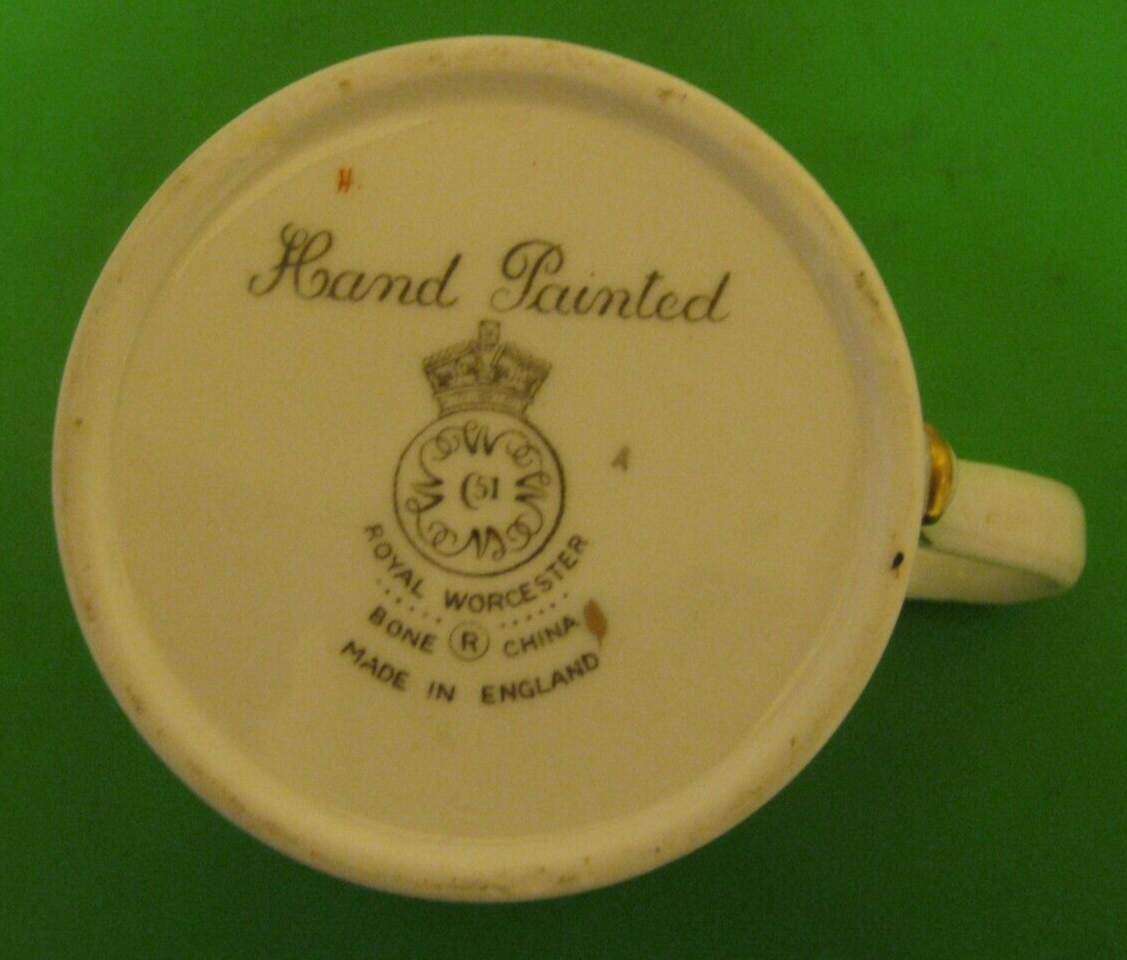 H.
Hand Painted
C51
ROYAL WORCESTER
BONE ® CHINA
MADE IN ENGLAND